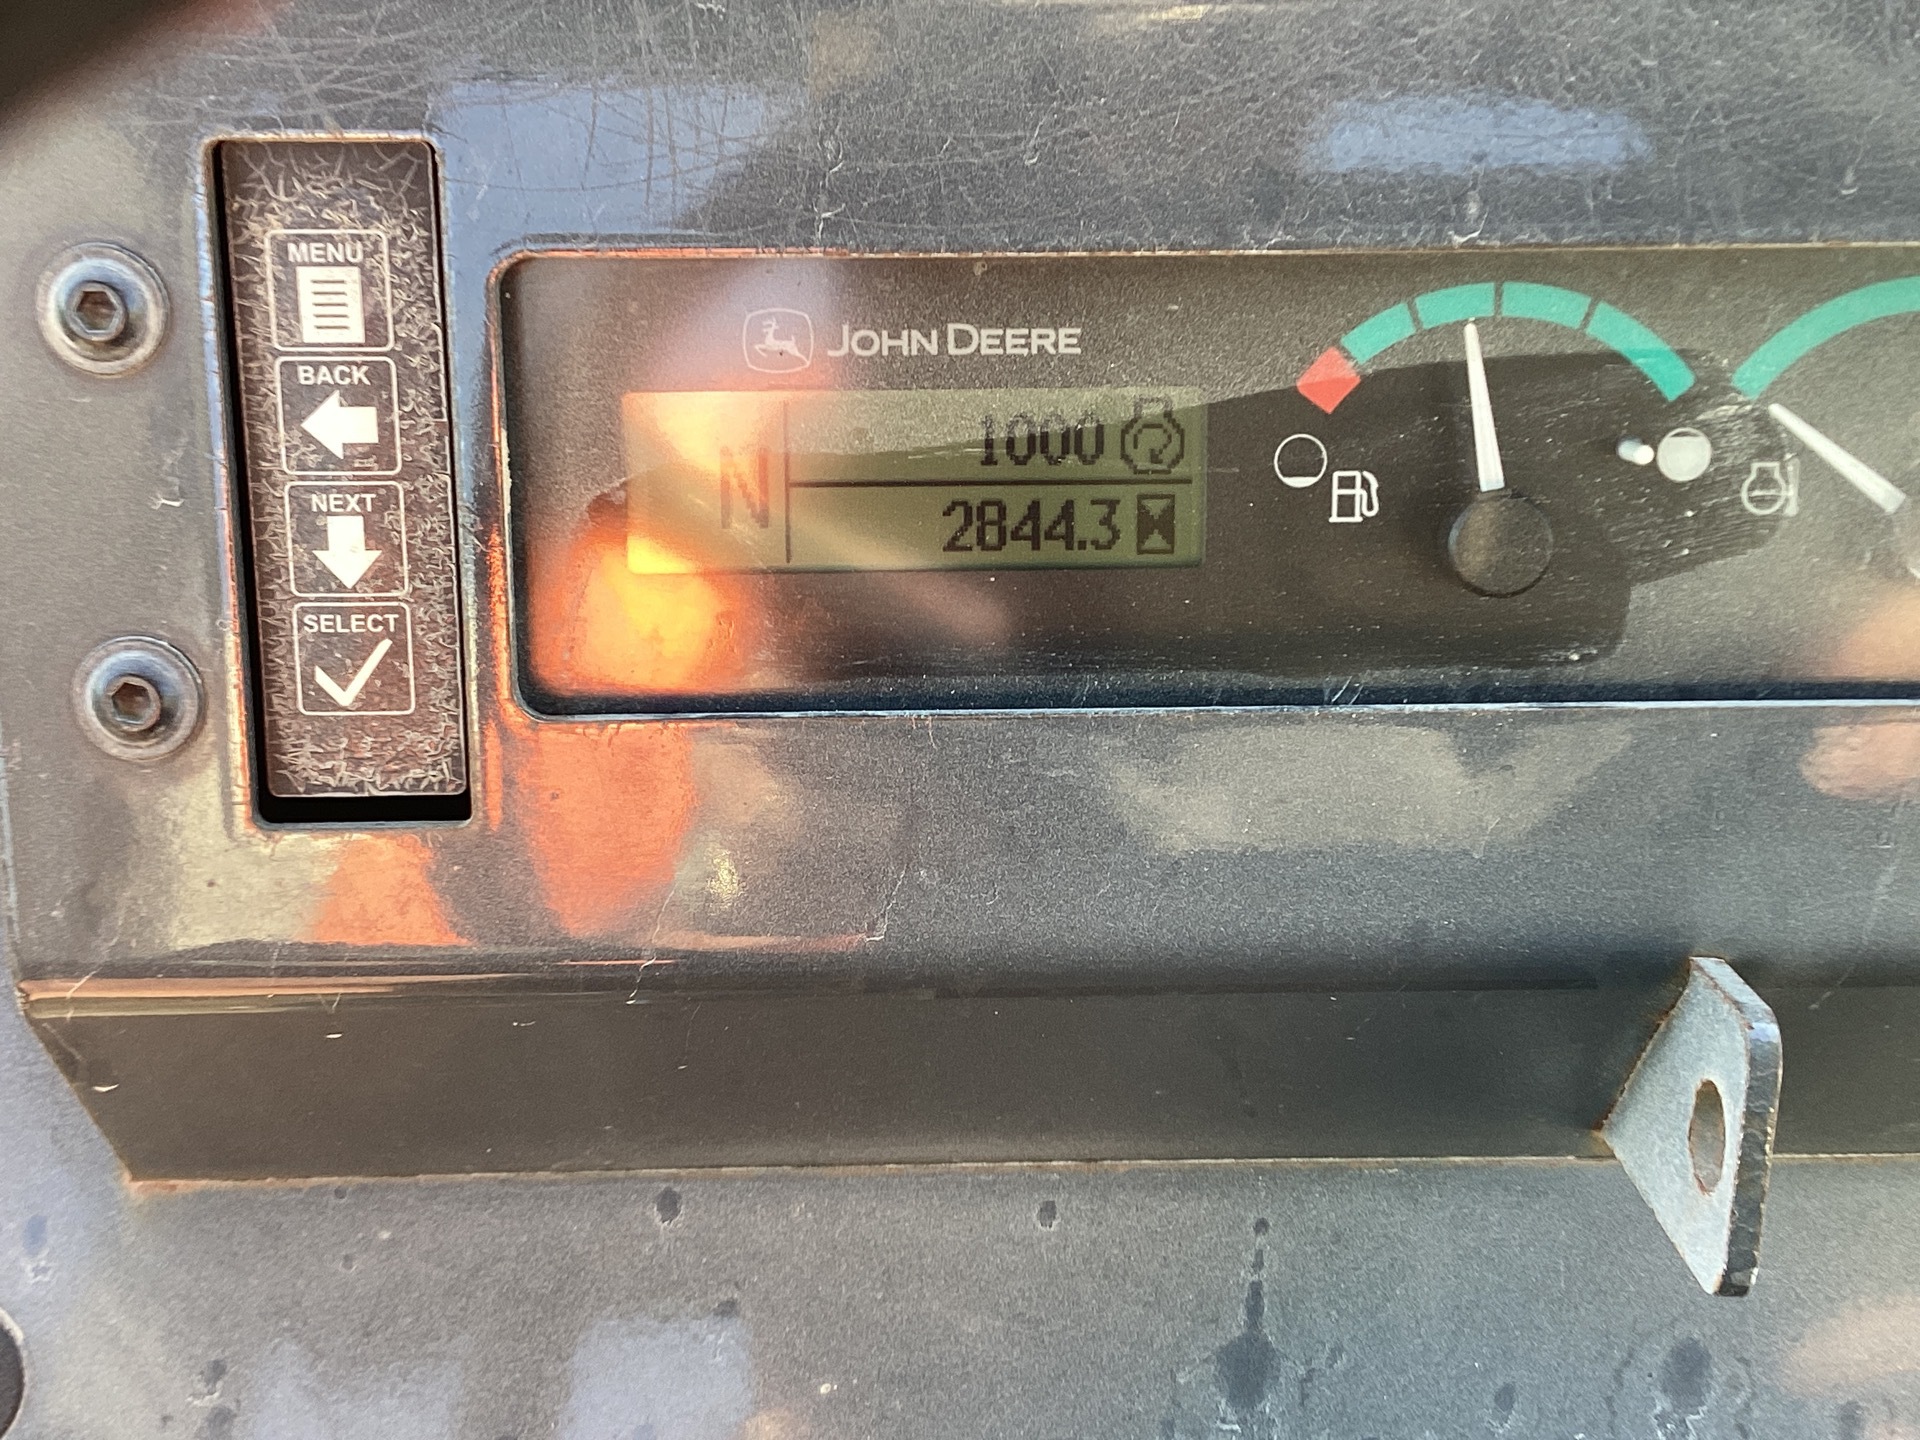 MENU
BACK
NEXT
SELECT
JOHN DEERE
N
1000
2844.3